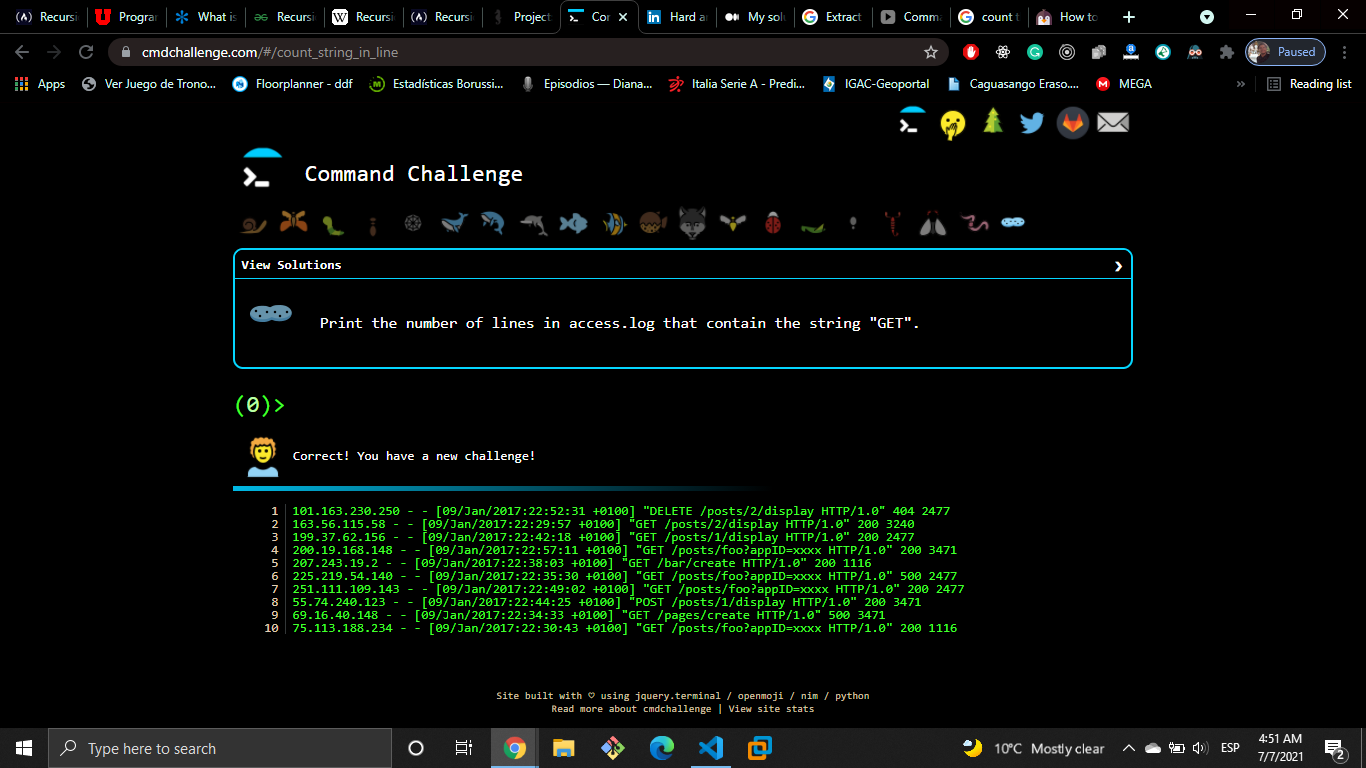 Recursi
Program
What is
Recursi
Recursi
Recursi
Project
Con
Hard an
My solu
Extract
Comma
count t
How to
cmdchallenge.com/#/count_string_in_line
Paused
Apps
Ver Juego de Trono...
Floorplanner - ddf
Estadísticas Borussi...
Episodios — Diana...
Italia Serie A - Predi...
IGAC-Geoportal
Caguasango Eraso....
MEGA
»
Reading list
Command Challenge
View Solutions
Print the number of lines in access.log that contain the string "GET".
(0)>
Correct! You have a new challenge!
1 101.163.230.250 - - [09/Jan/2017:22:52:31 +0100] "DELETE /posts/2/display HTTP/1.0" 404 2477
2 163.56.115.58 - - [09/Jan/2017:22:29:57 +0100] "GET /posts/2/display HTTP/1.0" 200 3240
3 199.37.62.156 - - [09/Jan/2017:22:42:18 +0100] "GET /posts/1/display HTTP/1.0" 200 2477
4 200.19.168.148 - - [09/Jan/2017:22:57:11 +0100] "GET /posts/foo?appID=xxxx HTTP/1.0" 200 3471
5 207.243.19.2 - - [09/Jan/2017:22:38:03 +0100] "GET /bar/create HTTP/1.0" 200 1116
6 225.219.54.140 - - [09/Jan/2017:22:35:30 +0100] "GET /posts/foo?appID=xxxx HTTP/1.0" 500 2477
7 251.111.109.143 - - [09/Jan/2017:22:49:02 +0100] "GET /posts/foo?appID=xxxx HTTP/1.0" 200 2477
8 55.74.240.123 - - [09/Jan/2017:22:44:25 +0100] "POST /posts/1/display HTTP/1.0" 200 3471
9 69.16.40.148 - - [09/Jan/2017:22:34:33 +0100] "GET /pages/create HTTP/1.0" 500 3471
10 75.113.188.234 - - [09/Jan/2017:22:30:43 +0100] "GET /posts/foo?appID=xxxx HTTP/1.0" 200 1116
Site built with ♡ using jquery.terminal / openmoji / nim / python
Read more about cmdchallenge | View site stats
Type here to search
10°C Mostly clear
ESP
4:51 AM
7/7/2021
2